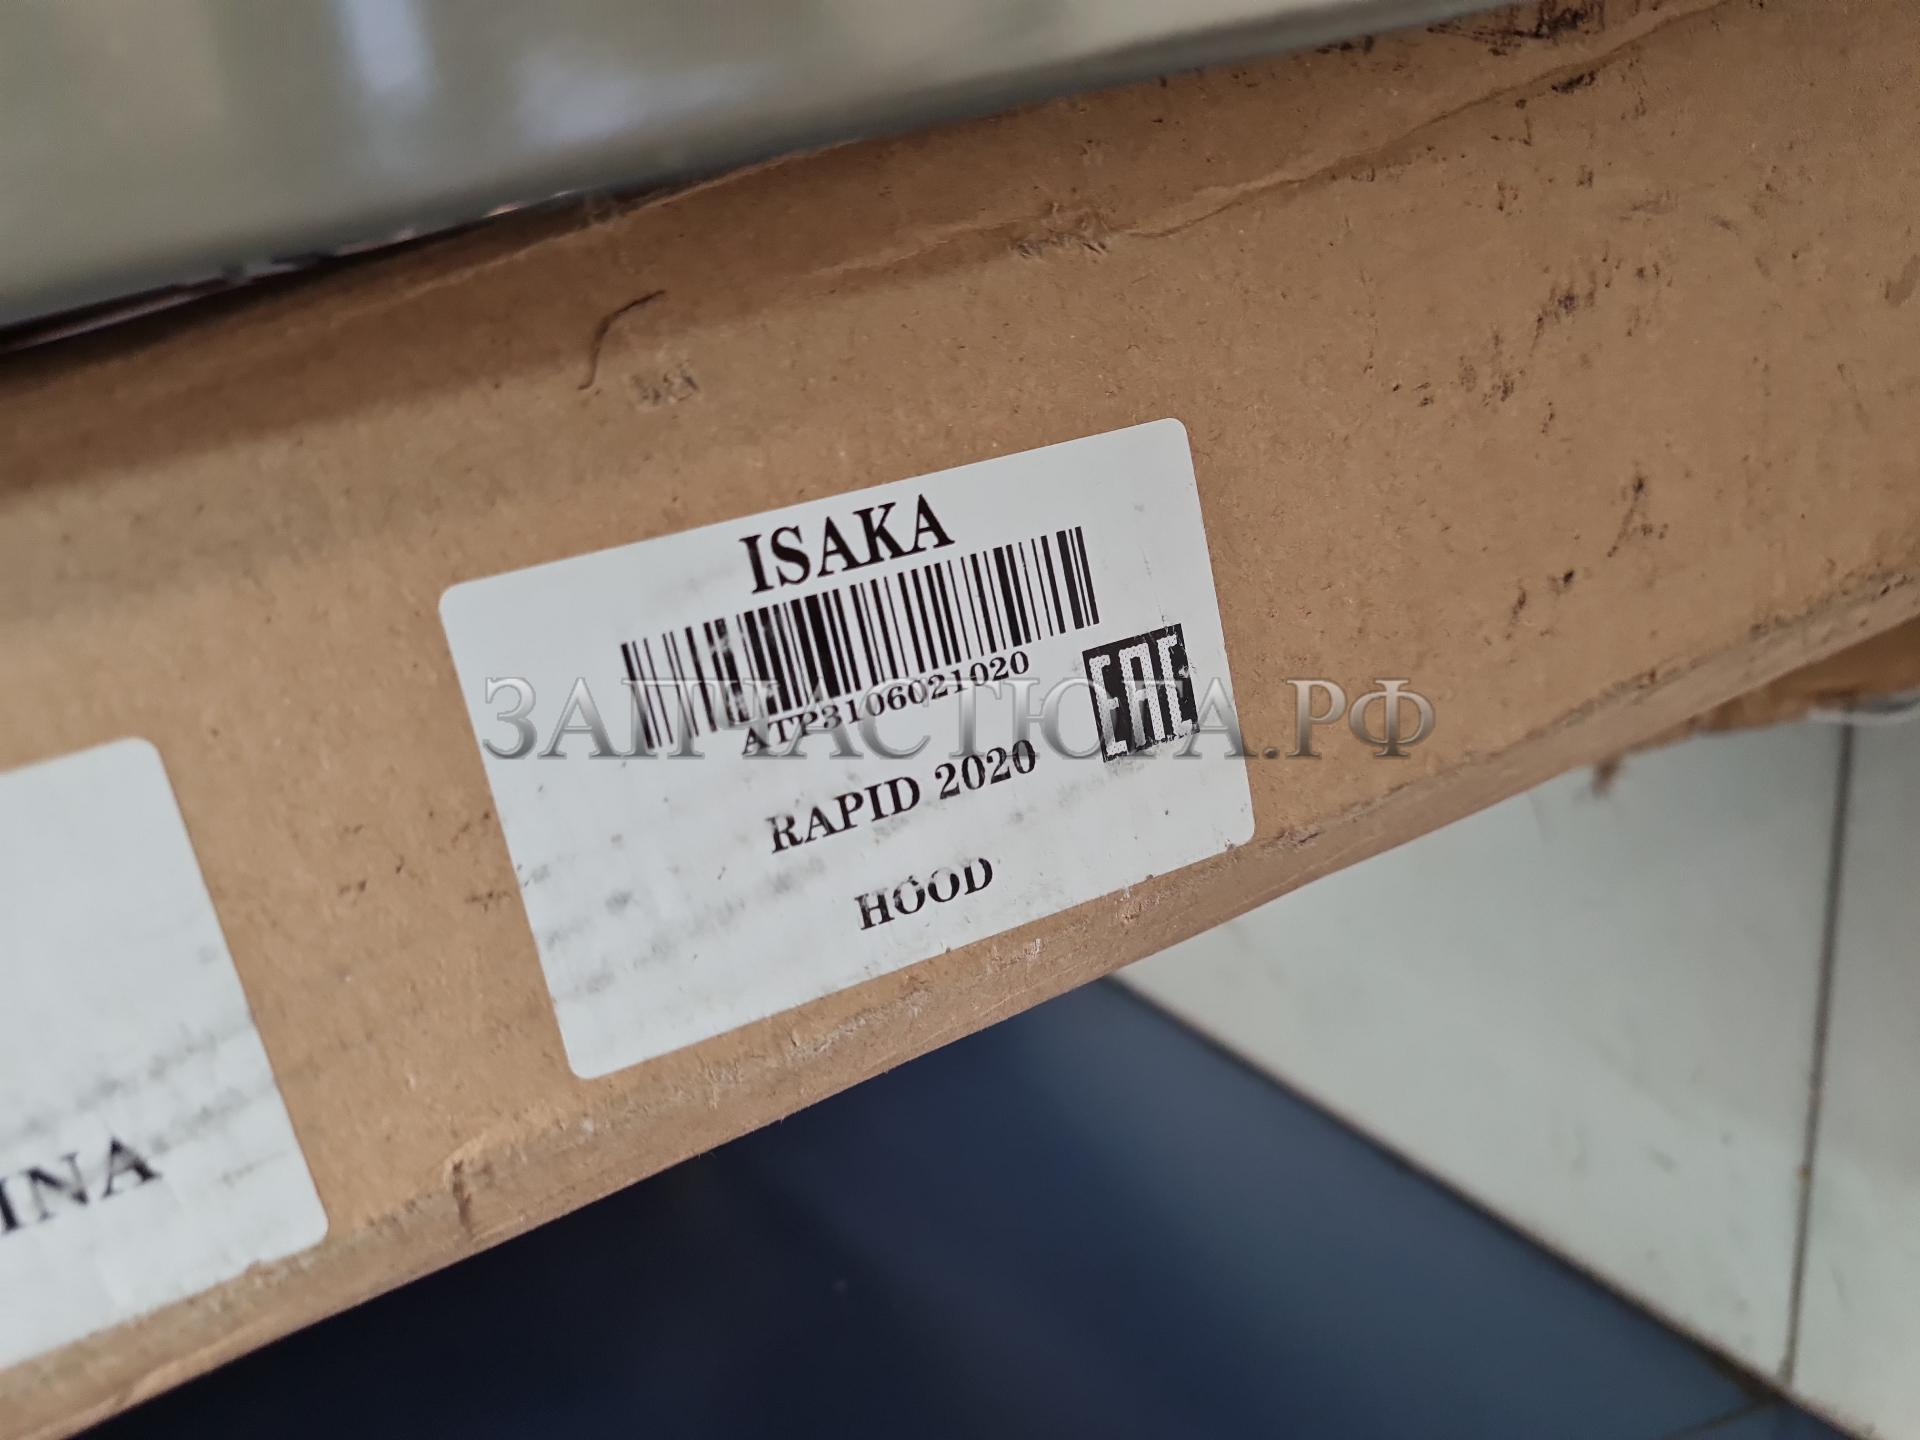 ISAKA
ATP3106021020
EAC
ЗАПЧАСТЮГА.РФ
RAPID 2020
HOOD
INA